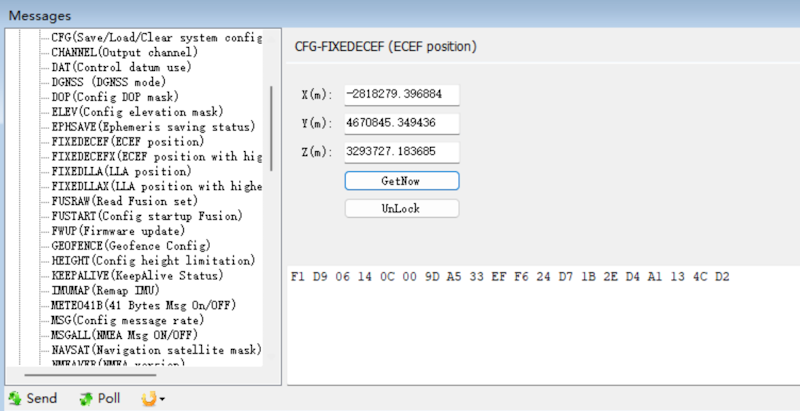 Messages
CFG(Save/Load/Clear system config
CHANNEL(Output channel)
DAT(Control datum use)
DGNSS (DGNSS mode)
DOP(Config DOP mask)
ELEV(Config elevation mask)
EPHSAVE(Ephemeris saving status)
FIXEDECEF(ECEF position)
FIXEDECEFX(ECEF position with hig
FIXEDLLA(LLA position)
FIXEDLLAX(LLA position with highe
FUSRAW(Read Fusion set)
FUSTART(Config startup Fusion)
FWUP(Firmware update)
GEOFENCE(Geofence Config)
HEIGHT(Config height limitation)
KEEPALIVE(KeepAlive Status)
IMUMAP(Remap IMU)
METEO41B(41 Bytes Msg On/OFF)
MSG(Config message rate)
MSGALL(NMEA Msg ON/OFF)
NAVSAT(Navigation satellite mask)
NMEAVER(NMEA version)
CFG-FIXEDECEF (ECEF position)
X(m): -2818279.396884
Y(m): 4670845.349436
Z(m): 3293727.183685
GetNow
UnLock
F1 D9 06 14 0C 00 9D A5 33 EF F6 24 D7 1B 2E D4 A1 13 4C D2
Send Poll